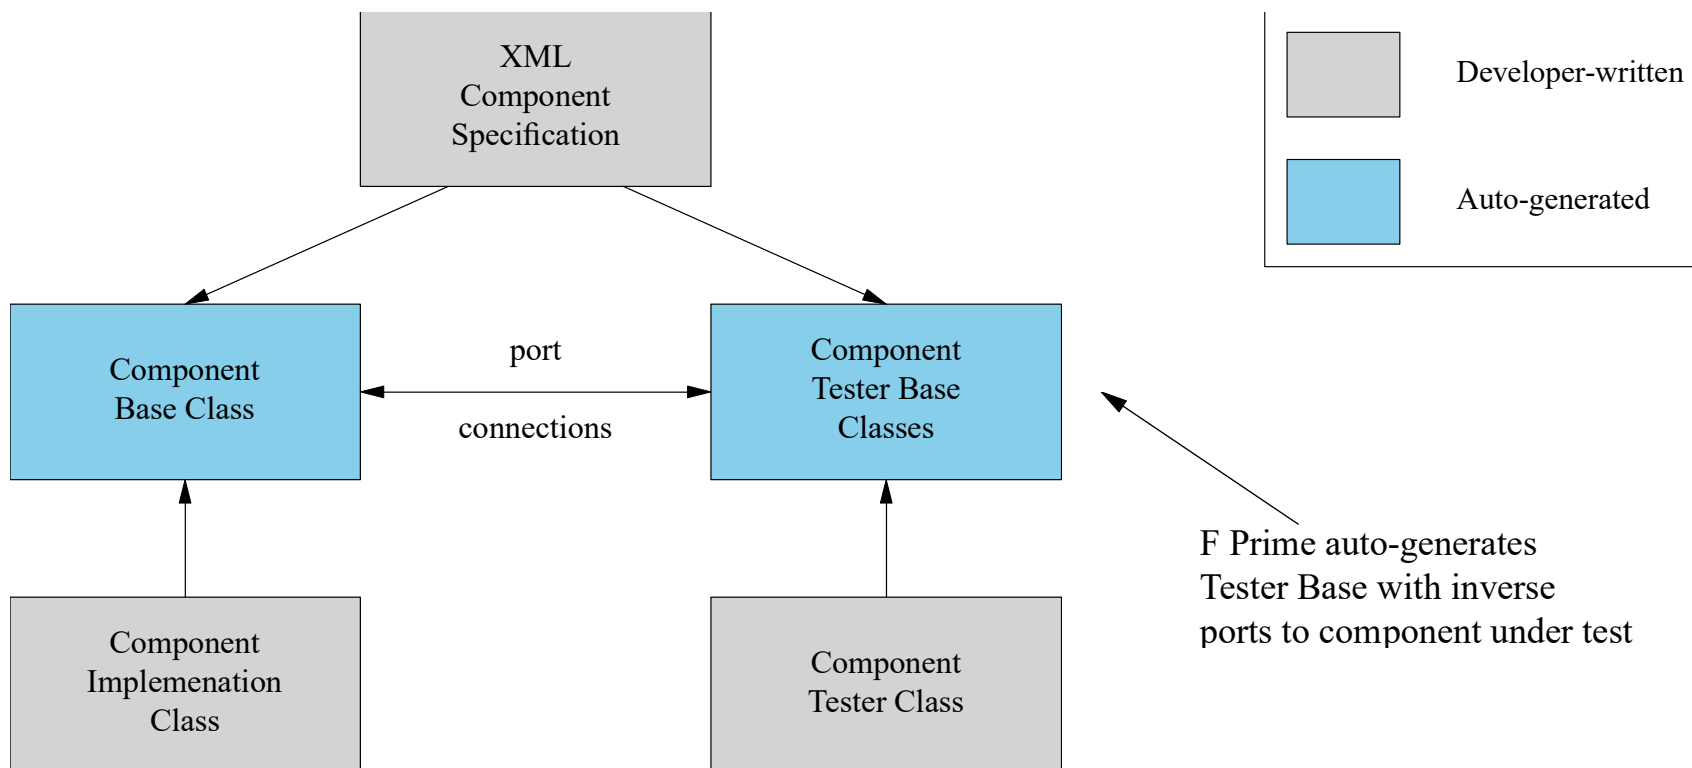 XML
Component
Specification
Developer-written
Auto-generated
Component
Base Class
port
connections
Component
Tester Base
Classes
F Prime auto-generates
Tester Base with inverse
ports to component under test
Component
Implemenation
Class
Component
Tester Class